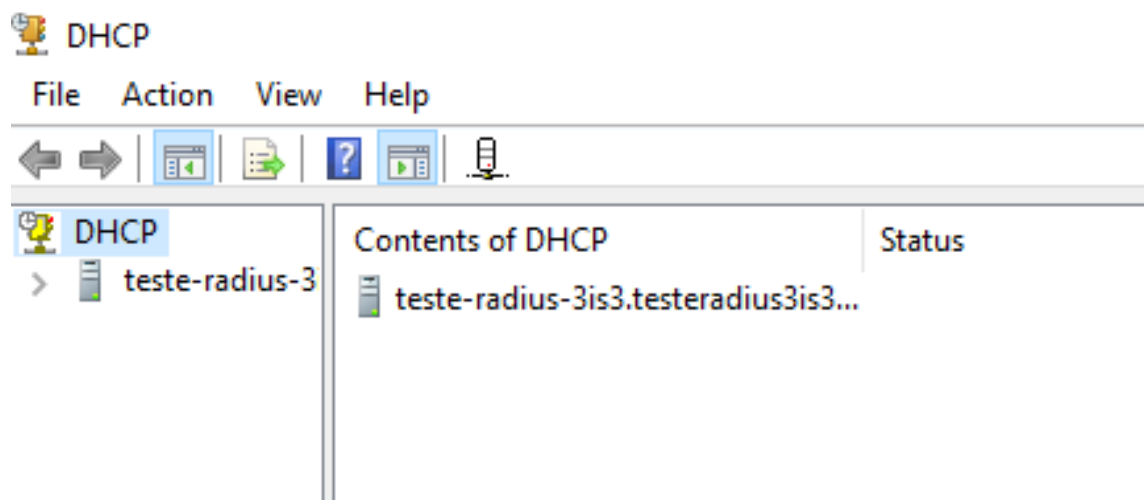 DHCP
File Action View Help
DHCP
teste-radius-3
Contents of DHCP Status
teste-radius-3is3.testeradius3is3...